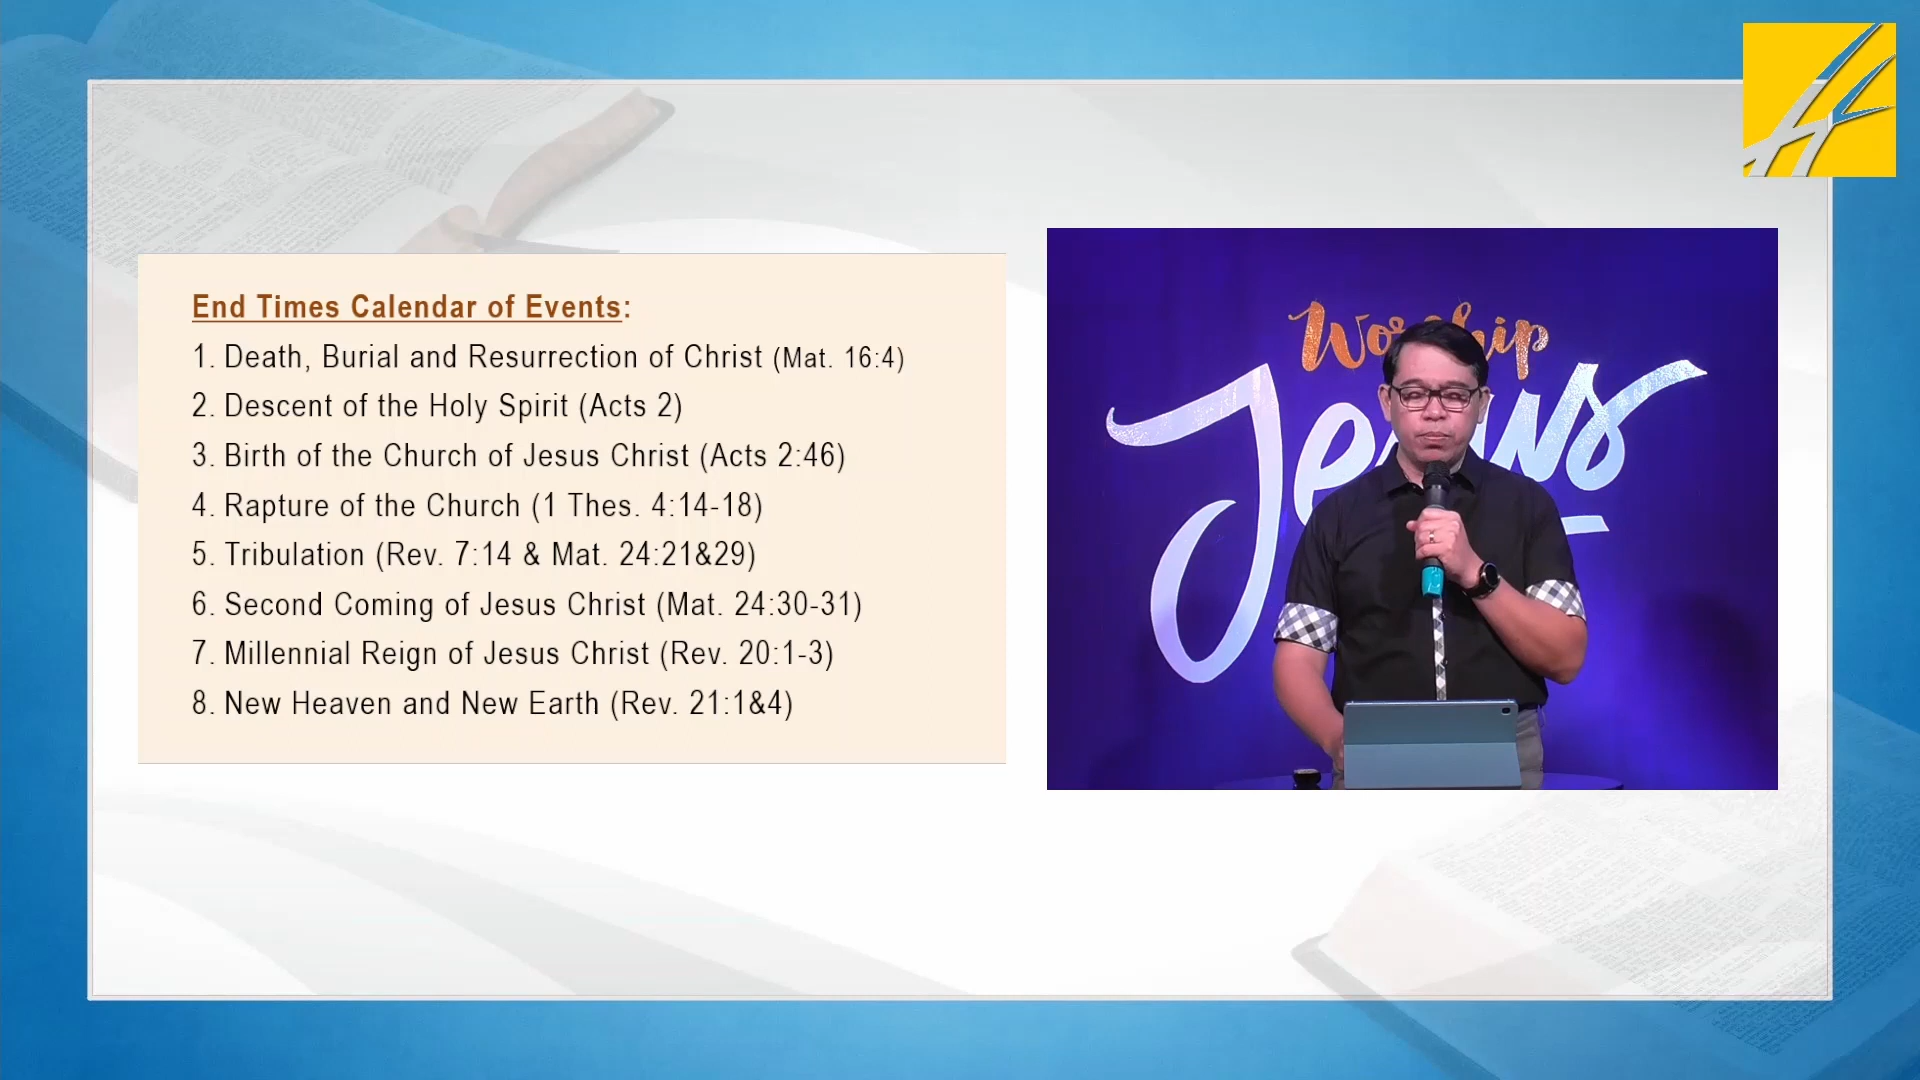 End Times Calendar of Events:
1. Death, Burial and Resurrection of Christ (Mat. 16:4)
2. Descent of the Holy Spirit (Acts 2)
3. Birth of the Church of Jesus Christ (Acts 2:46)
4. Rapture of the Church (1 Thes. 4:14-18)
5. Tribulation (Rev. 7:14 & Mat. 24:21&29)
6. Second Coming of Jesus Christ (Mat. 24:30-31)
7. Millennial Reign of Jesus Christ (Rev. 20:1-3)
8. New Heaven and New Earth (Rev. 21:1&4)
Worship
Jesus